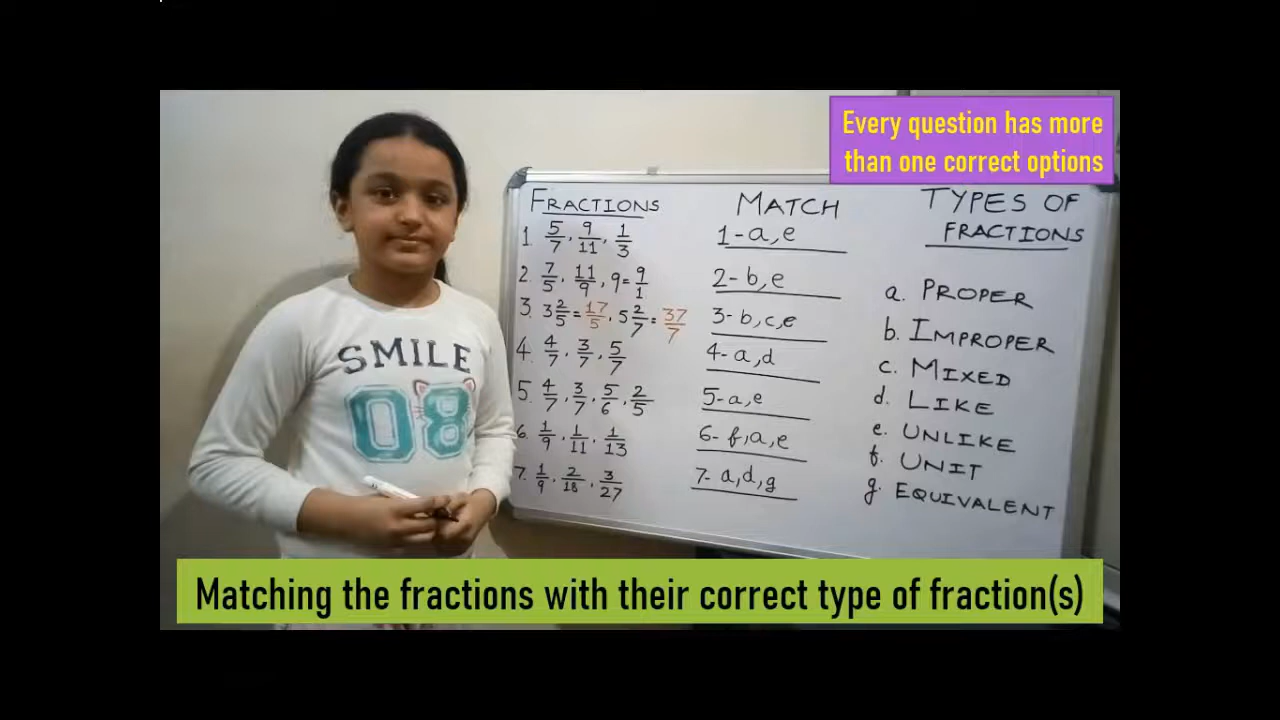 Every question has more
than one correct options
FRACTIONS
1. 5/7, 9/11, 1/3
2. 7/5, 11/9, 9=9/1
3. 3 2/5 = 17/5, 5 2/7 = 37/7
4. 4/7, 3/7, 5/7
5. 4/7, 3/7, 5/6, 2/5
6. 1/9, 1/11, 1/13
7. 1/9, 2/18, 3/27
MATCH
1-a,e
2-b,e
3-b,c,e
4-a,d
5-a,e
6-f,a,e
7-a,d,g
TYPES OF
FRACTIONS
a. PROPER
b. IMPROPER
c. MIXED
d. LIKE
e. UNLIKE
f. UNIT
g. EQUIVALENT
SMILE
08
Matching the fractions with their correct type of fraction(s)